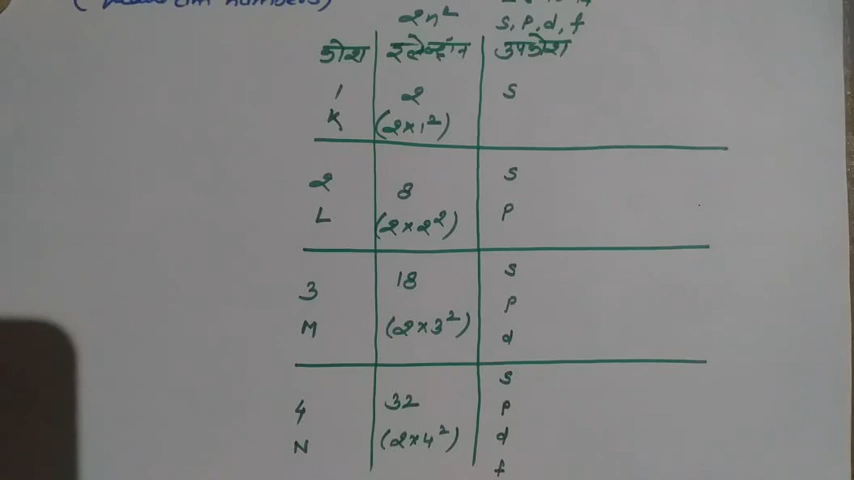 numbers)
2n²
s, p, d, f
कोश इलेक्ट्रॉन उपकोश
1 2 s
K (2×1²)
2 8 s
L (2×2²) p
3 18 s
p
M (2×3²) d
s
4 32 p
N (2×4²) d
f